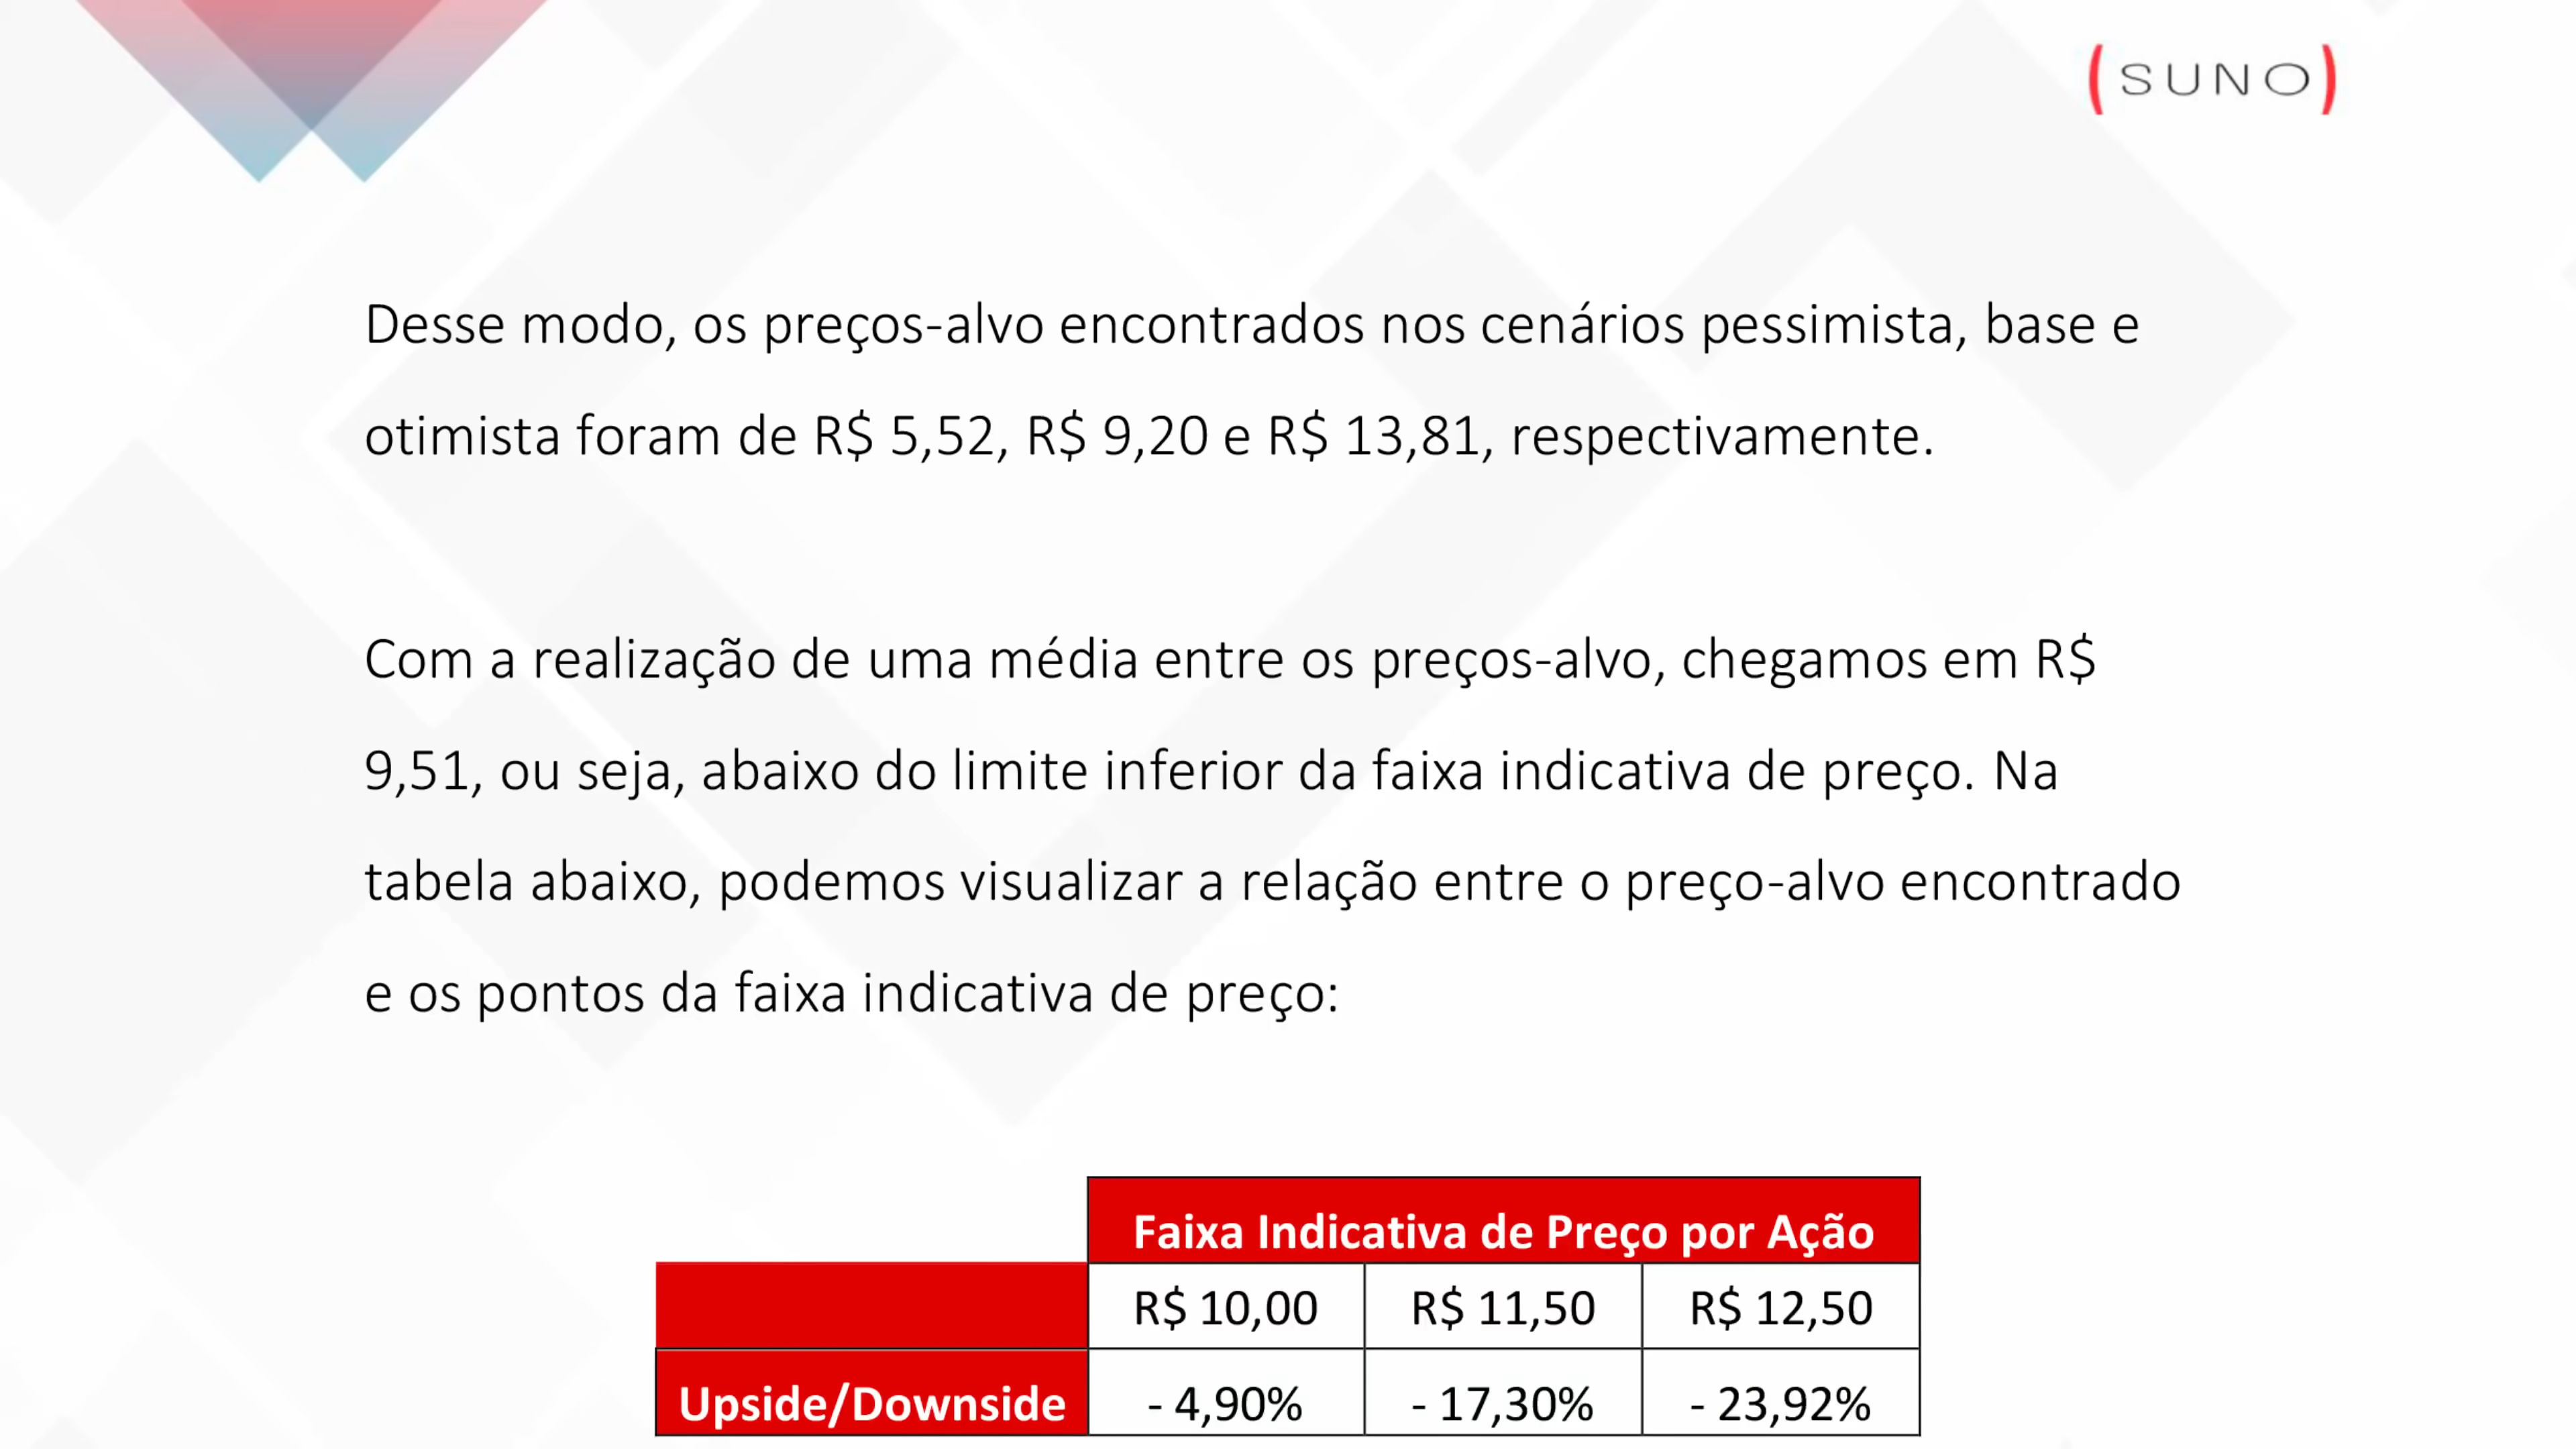 (SUNO)
Desse modo, os preços-alvo encontrados nos cenários pessimista, base e
otimista foram de R$ 5,52, R$ 9,20 e R$ 13,81, respectivamente.
Com a realização de uma média entre os preços-alvo, chegamos em R$
9,51, ou seja, abaixo do limite inferior da faixa indicativa de preço. Na
tabela abaixo, podemos visualizar a relação entre o preço-alvo encontrado
e os pontos da faixa indicativa de preço:
Faixa Indicativa de Preço por Ação
R$ 10,00 R$ 11,50 R$ 12,50
Upside/Downside - 4,90% - 17,30% - 23,92%